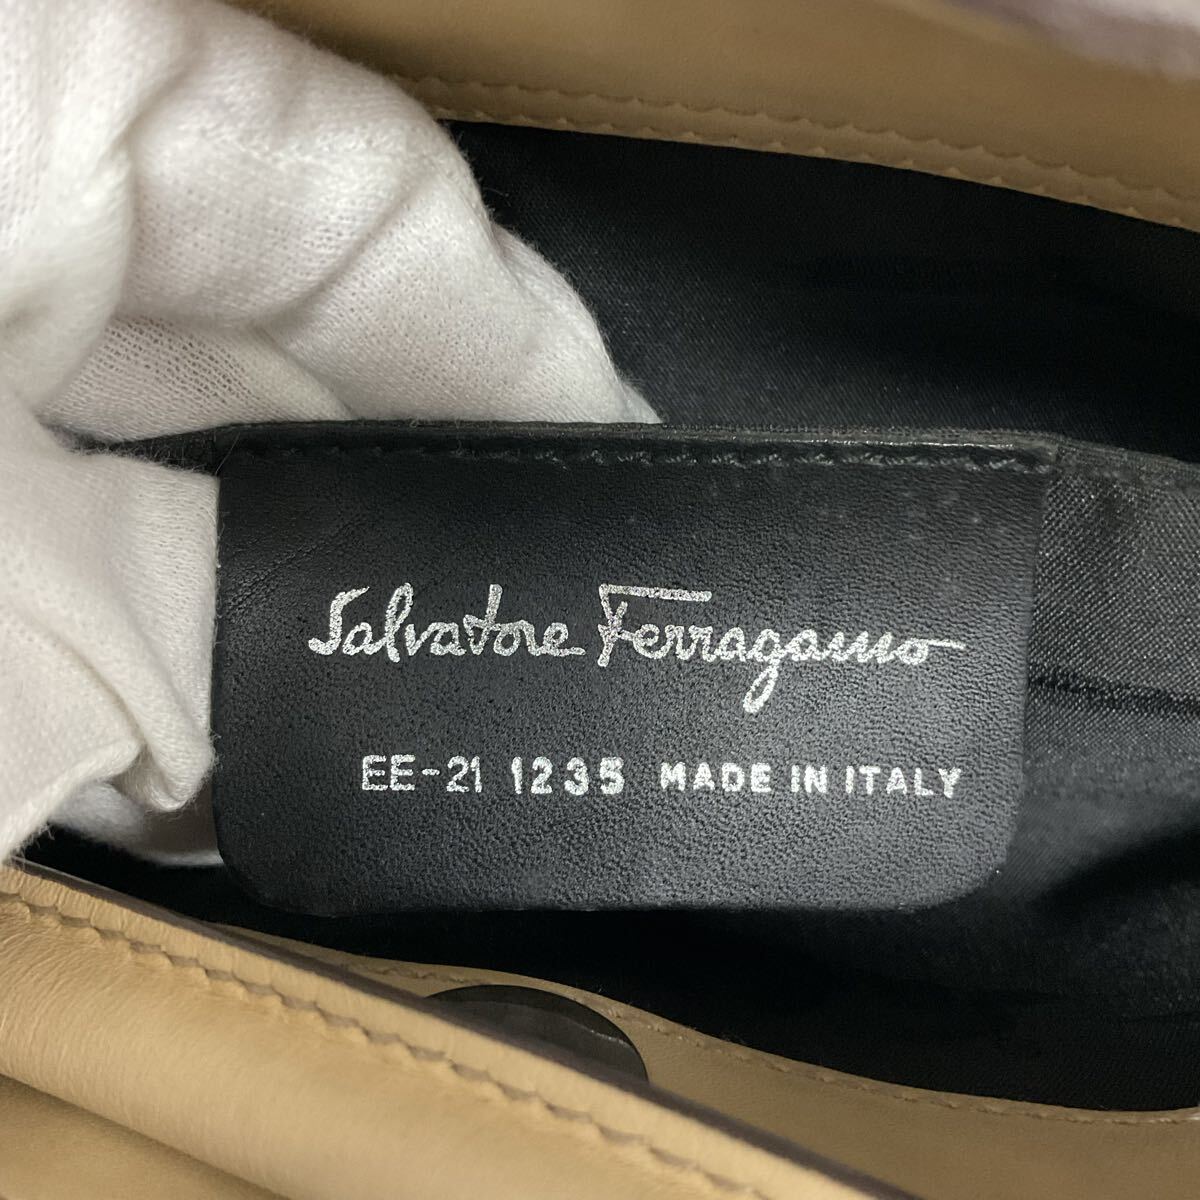 Salvatore Ferragamo
EE-21 1235 MADE IN ITALY